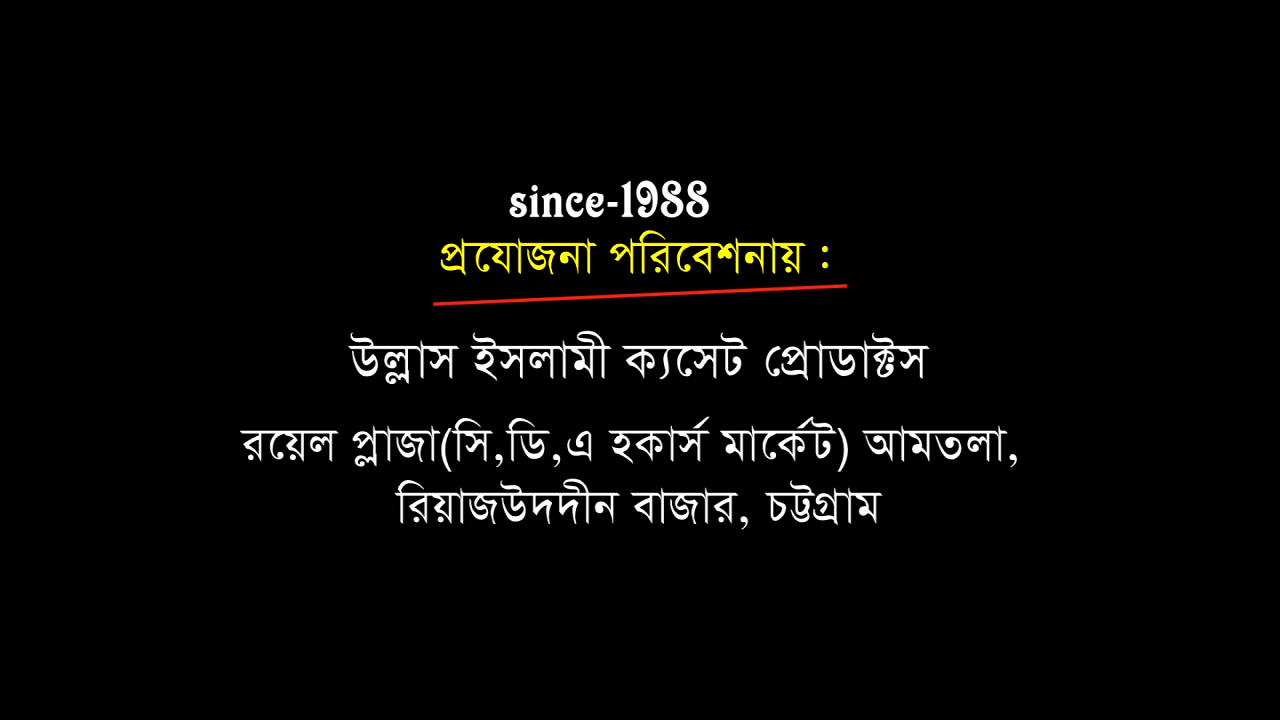 since-1988
প্রযোজনা পরিবেশনায় :
উল্লাস ইসলামী ক্যসেট প্রোডাক্টস
রয়েল প্লাজা(সি,ডি,এ হকার্স মার্কেট) আমতলা,
রিয়াজউদদীন বাজার, চট্টগ্রাম